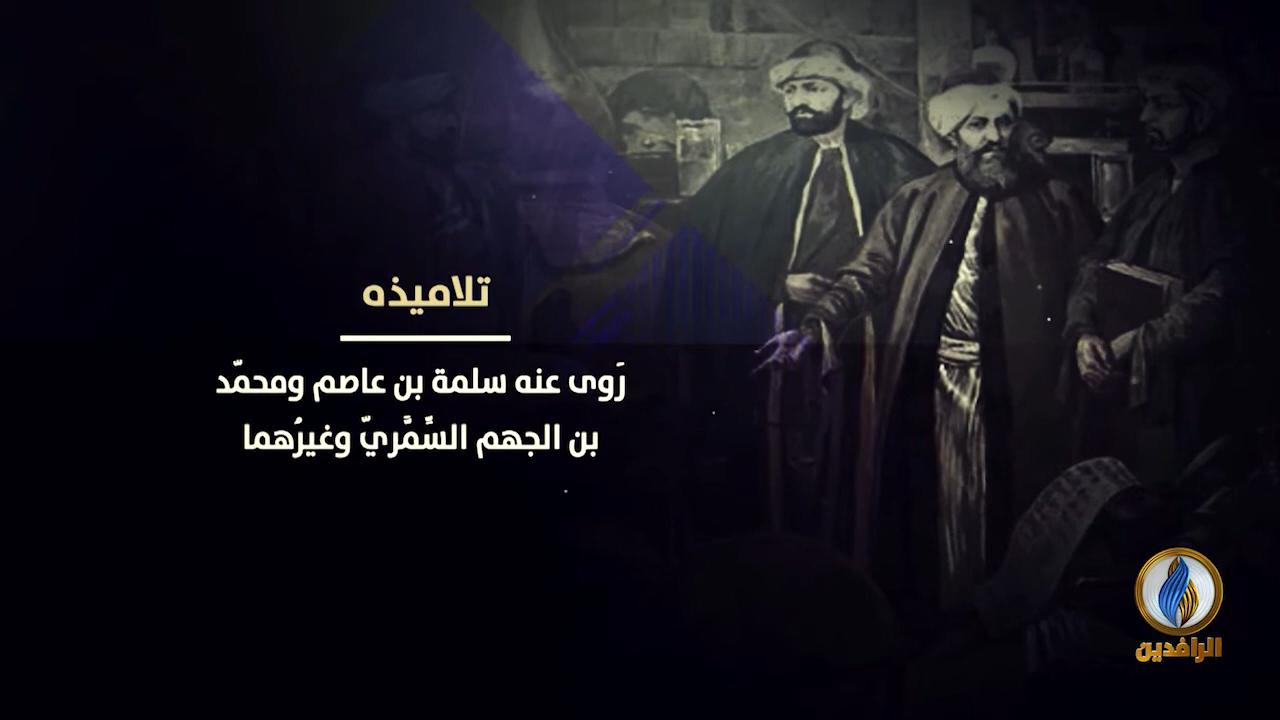 تلاميذه
رَوى عنه سلمة بن عاصم ومحمّد
بن الجهم السِّمَّريّ وغيرُهما
الرافدين